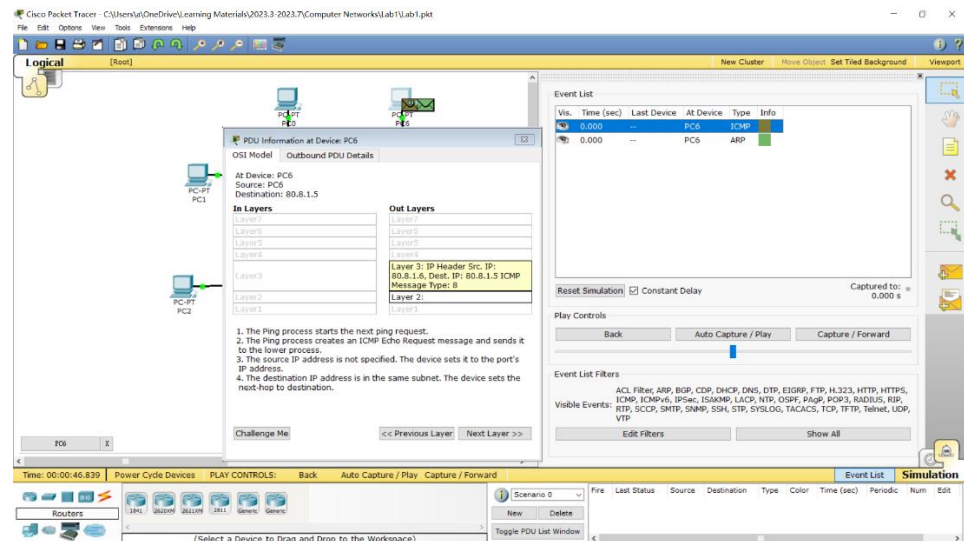 Cisco Packet Tracer - C:\Users\a\OneDrive\Learning Materials\2023.3-2023.7\Computer Networks\Lab1\Lab1.pkt
File Edit Options View Tools Extensions Help
Logical [Root] New Cluster Move Object Set Tiled Background Viewport
PC-PT
PC0
PC6
PC-PT
PC1
PC-PT
PC2
PDU Information at Device: PC6
OSI Model Outbound PDU Details
At Device: PC6
Source: PC6
Destination: 80.8.1.5
In Layers Out Layers
Layer7 Layer7
Layer6 Layer6
Layer5 Layer5
Layer4 Layer4
Layer3
Layer 3: IP Header Src. IP:
80.8.1.6, Dest. IP: 80.8.1.5 ICMP
Message Type: 8
Layer2 Layer 2:
Layer1 Layer1
1. The Ping process starts the next ping request.
2. The Ping process creates an ICMP Echo Request message and sends it
to the lower process.
3. The source IP address is not specified. The device sets it to the port's
IP address.
4. The destination IP address is in the same subnet. The device sets the
next-hop to destination.
Challenge Me << Previous Layer Next Layer >>
Event List
Vis. Time (sec) Last Device At Device Type Info
0.000 -- PC6 ICMP
0.000 -- PC6 ARP
Reset Simulation Constant Delay
Captured to:
0.000 s
Play Controls
Back Auto Capture / Play Capture / Forward
Event List Filters
Visible Events:
ACL Filter, ARP, BGP, CDP, DHCP, DNS, DTP, EIGRP, FTP, H.323, HTTP, HTTPS,
ICMP, ICMPv6, IPSec, ISAKMP, LACP, NTP, OSPF, PAgP, POP3, RADIUS, RIP,
RTP, SCCP, SMTP, SNMP, SSH, STP, SYSLOG, TACACS, TCP, TFTP, Telnet, UDP,
VTP
Edit Filters Show All
PC6 X
Time: 00:00:46.839 Power Cycle Devices PLAY CONTROLS: Back Auto Capture / Play Capture / Forward Event List Simulation
Routers
1841 2620XM 2621XM 2811 Generic Generic
(Select a Device to Drag and Drop to the Workspace)
Scenario 0
New Delete
Toggle PDU List Window
Fire Last Status Source Destination Type Color Time (sec) Periodic Num Edit